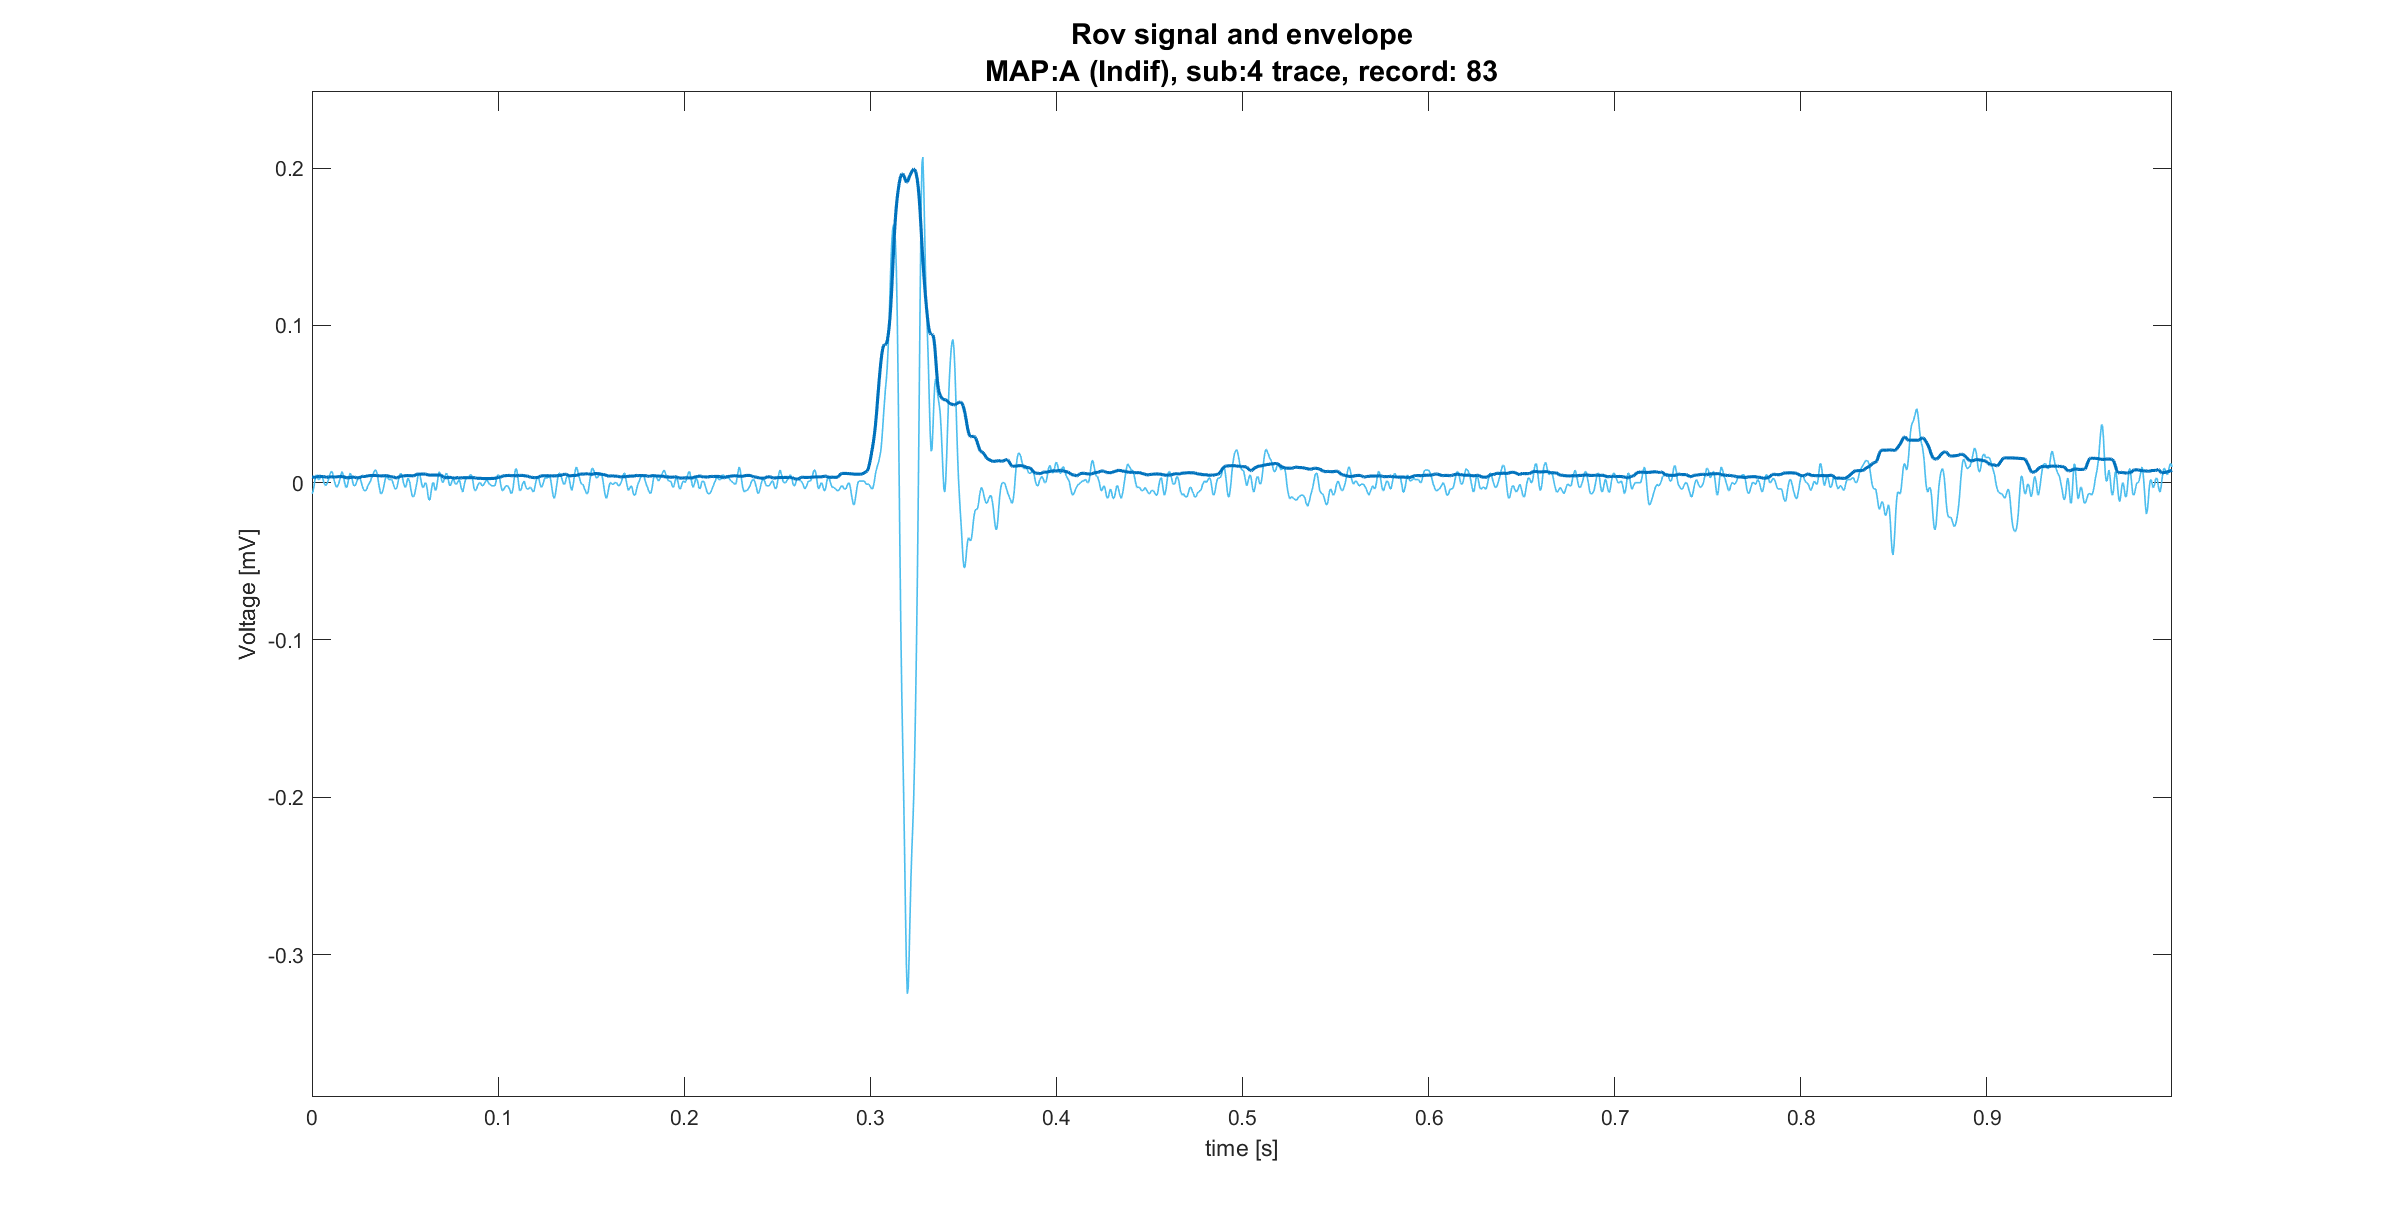 Rov signal and envelope
MAP:A (Indif), sub:4 trace, record: 83
0.2
0.1
0
-0.1
-0.2
-0.3
Voltage [mV]
0 0.1 0.2 0.3 0.4 0.5 0.6 0.7 0.8 0.9
time [s]